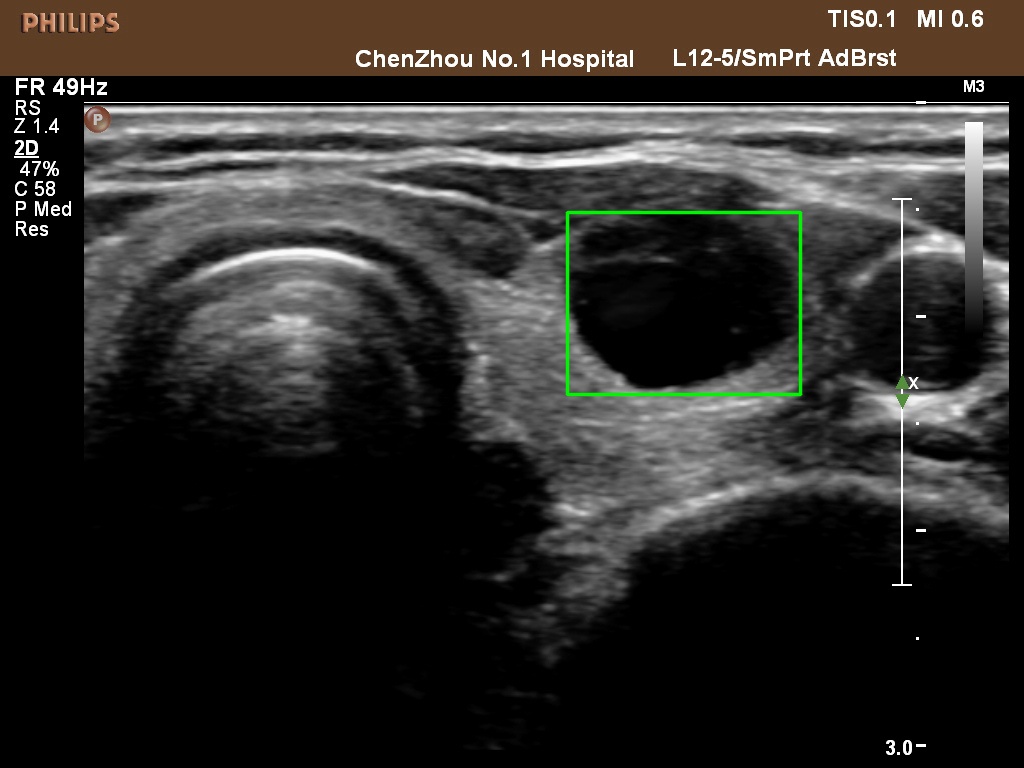 PHILIPS
TIS0.1 MI 0.6
ChenZhou No.1 Hospital L12-5/SmPrt AdBrst
FR 49Hz
M3
RS
P
Z 1.4
2D
47%
C 58
P Med
Res
X
3.0